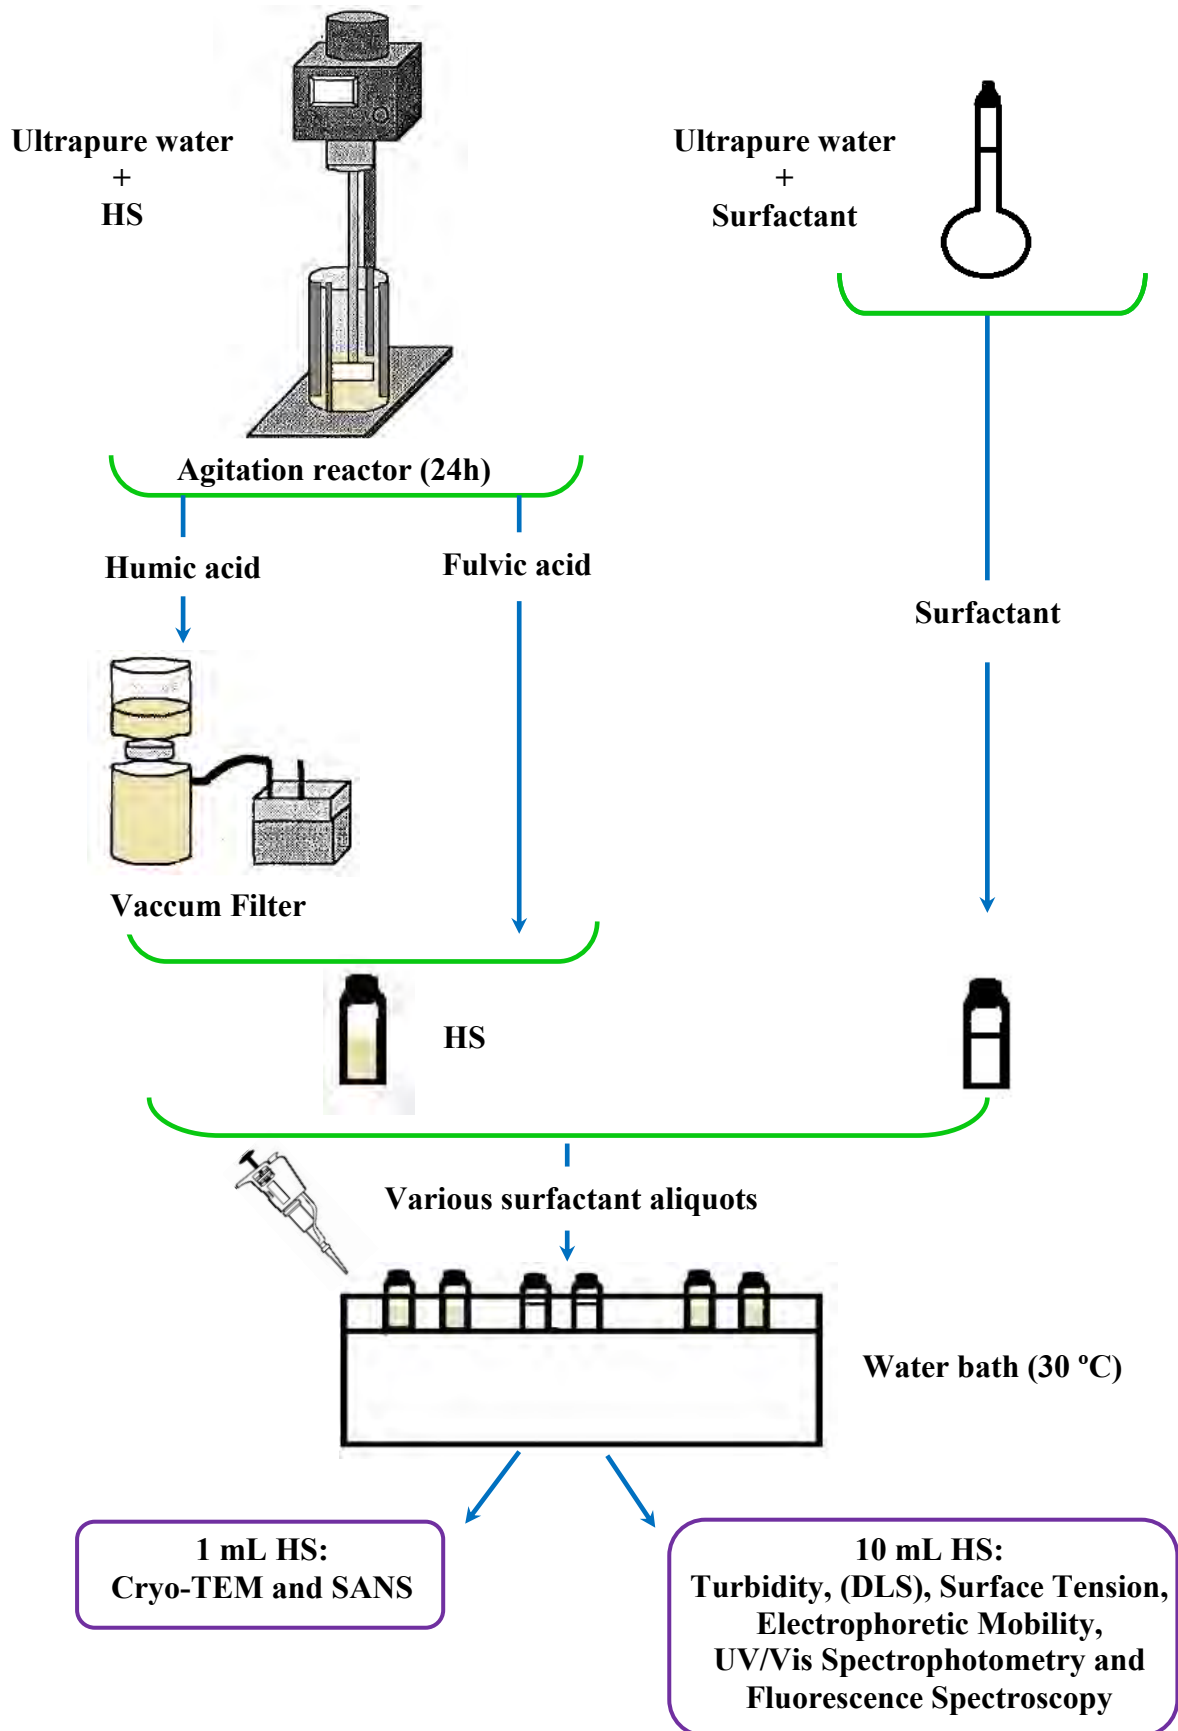 Ultrapure water
+
HS
Ultrapure water
+
Surfactant
Agitation reactor (24h)
Humic acid
Fulvic acid
Surfactant
Vaccum Filter
HS
Various surfactant aliquots
Water bath (30 ºC)
1 mL HS:
Cryo-TEM and SANS
10 mL HS:
Turbidity, (DLS), Surface Tension,
Electrophoretic Mobility,
UV/Vis Spectrophotometry and
Fluorescence Spectroscopy